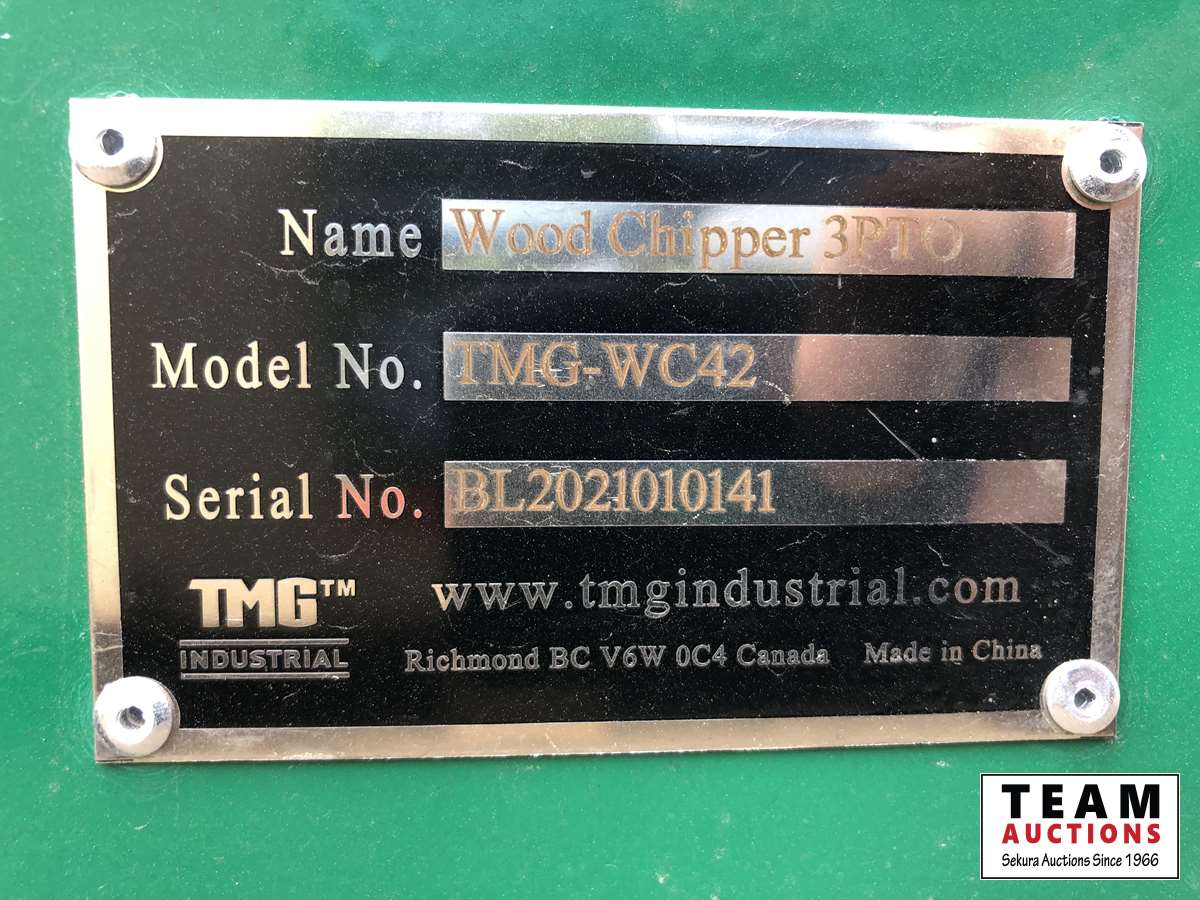 Name Wood Chipper 3PTO
Model No. TMG-WC42
Serial No. BL2021010141
TMG™ www.tmgindustrial.com
INDUSTRIAL Richmond BC V6W 0C4 Canada Made in China
TEAM
AUCTIONS
Sekura Auctions Since 1966